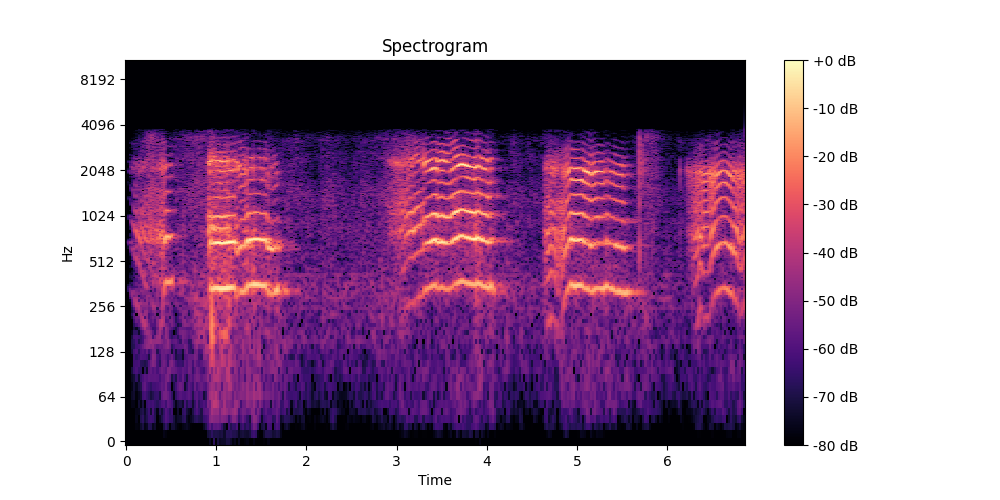 Spectrogram
Hz
8192
4096
2048
1024
512
256
128
64
0
0 1 2 3 4 5 6
Time
+0 dB
-10 dB
-20 dB
-30 dB
-40 dB
-50 dB
-60 dB
-70 dB
-80 dB